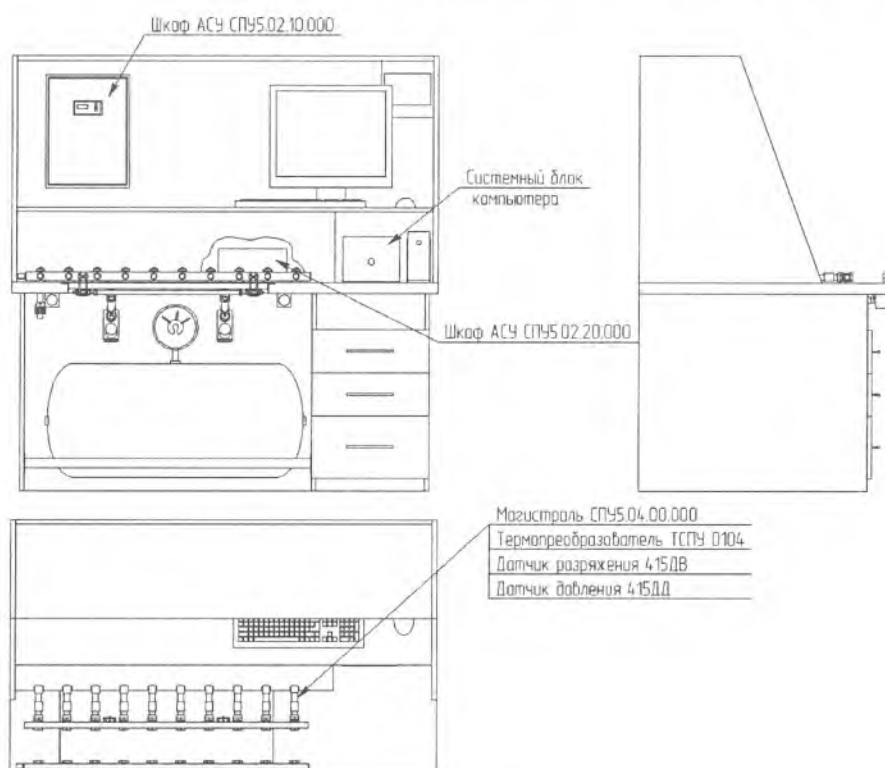 Шкаф АСУ СПУ5.02.10.000
Системный блок
компьютера
Шкаф АСУ СПУ5.02.20.000
Магистраль СПУ5.04.00.000
Термопреобразователь ТСПУ 0104
Датчик разряжения 415ДВ
Датчик давления 415ДД